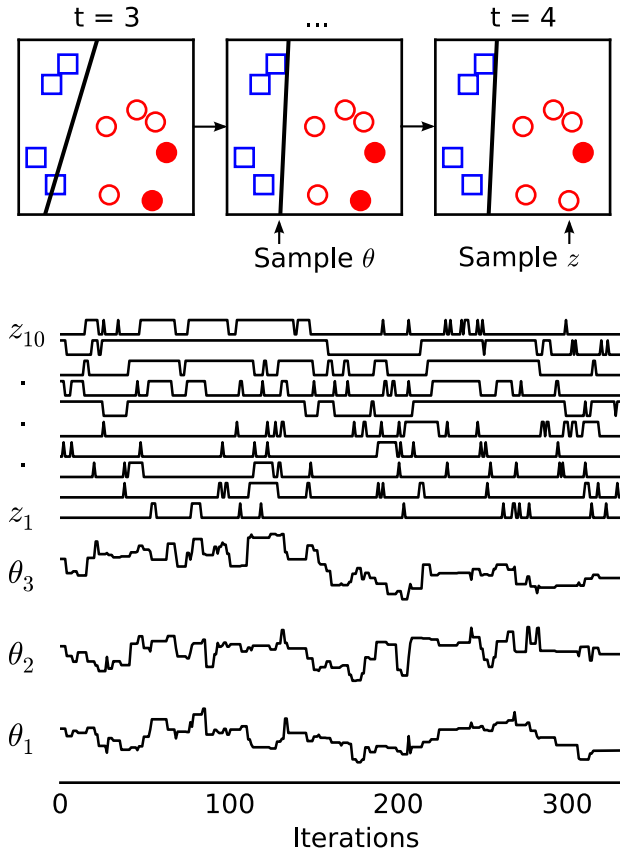 t = 3 ... t = 4
Sample θ Sample z
z10
.
.
.
z1
θ3
θ2
θ1
0 100 200 300
Iterations